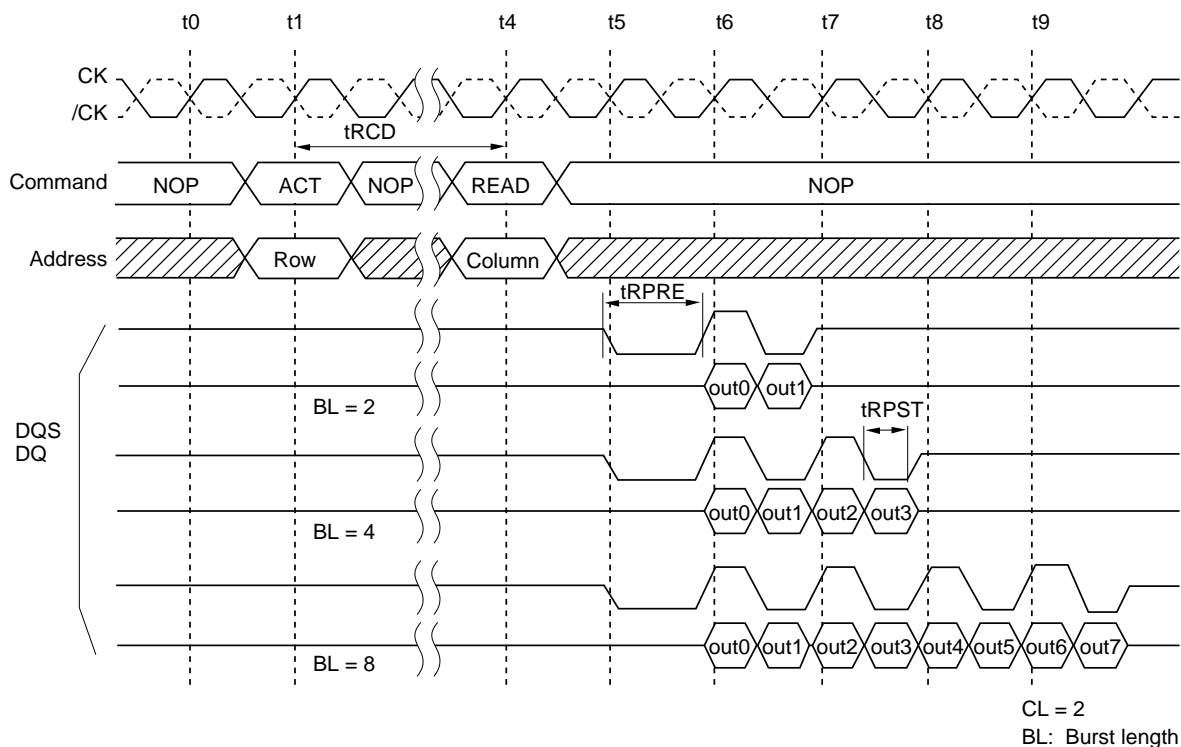 t0 t1 t4 t5 t6 t7 t8 t9
CK
/CK
tRCD
Command NOP ACT NOP READ NOP
Address Row Column
tRPRE
out0 out1
BL = 2
tRPST
DQS
DQ
out0 out1 out2 out3
BL = 4
out0 out1 out2 out3 out4 out5 out6 out7
BL = 8
CL = 2
BL: Burst length